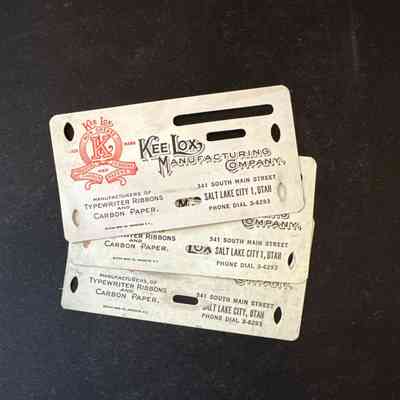 KEE LOX
TRADE MARK
K
KEE LOX
MANUFACTURING
COMPANY.
MANUFACTURERS OF
TYPEWRITER RIBBONS
AND
CARBON PAPER.
341 SOUTH MAIN STREET
SALT LAKE CITY 1, UTAH
PHONE DIAL 3-6293
COMPANY.
TYPEWRITER RIBBONS
AND
CARBON PAPER.
LOX
341 SOUTH MAIN STREET
SALT LAKE CITY 1, UTAH
PHONE DIAL 3-6293
COMPANY.
MANUFACTURERS OF
TYPEWRITER RIBBONS
AND
CARBON PAPER.
341 SOUTH MAIN STREET
SALT LAKE CITY 1, UTAH
PHONE DIAL 3-6293